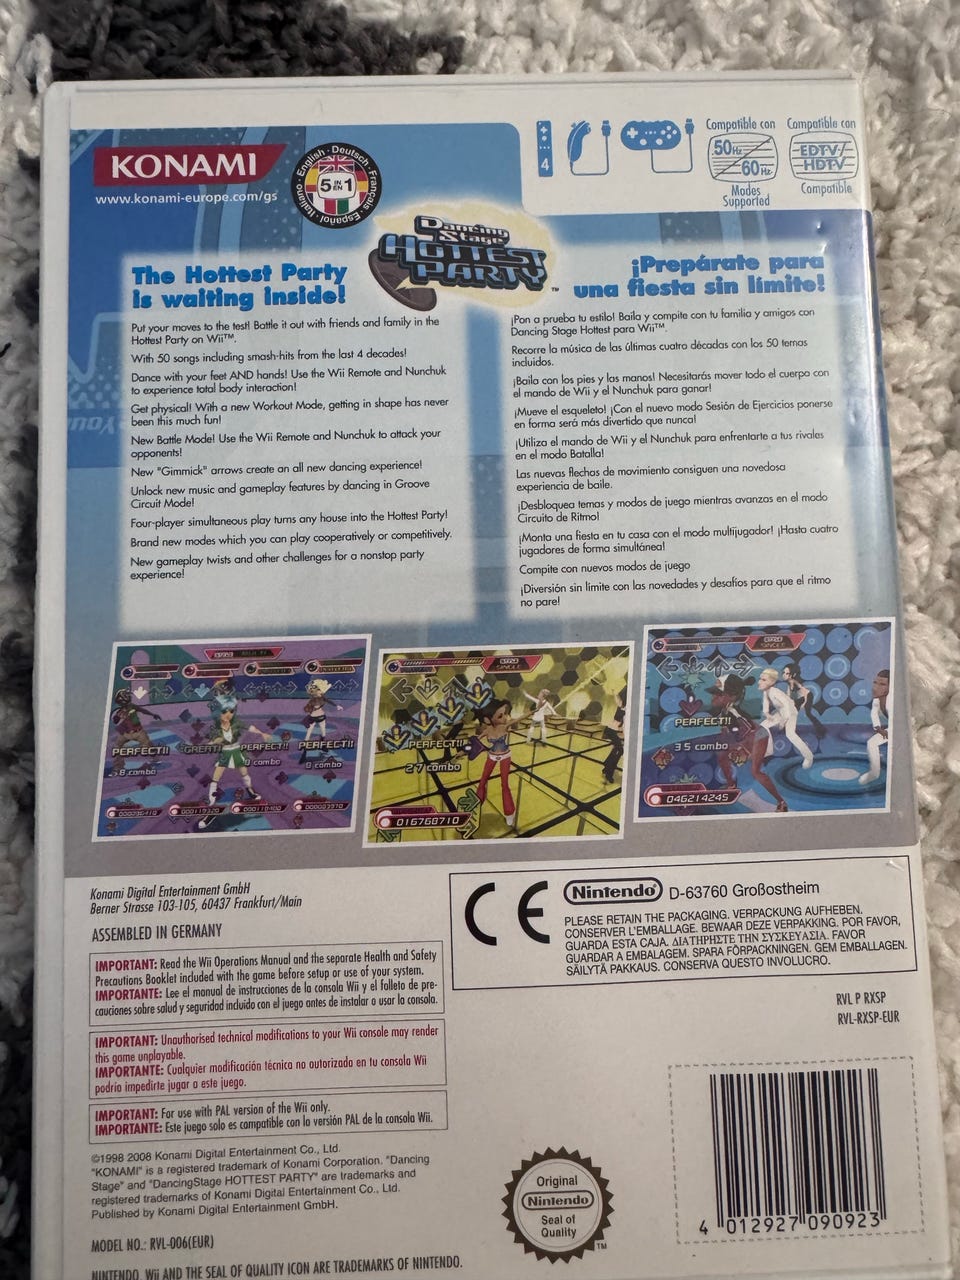 KONAMI
www.konami-europe.com/gs
English · Deutsch · Français · Español · Italiano
5 IN EN 1
4
Compatible con
50Hz
60Hz
Modes
Supported
Compatible con
EDTV/
HDTV
Compatible
Dancing
Stage
HOTTEST
PARTY™
The Hottest Party
is waiting inside!
Put your moves to the test! Battle it out with friends and family in the
Hottest Party on Wii™.
With 50 songs including smash-hits from the last 4 decades!
Dance with your feet AND hands! Use the Wii Remote and Nunchuk
to experience total body interaction!
Get physical! With a new Workout Mode, getting in shape has never
been this much fun!
New Battle Mode! Use the Wii Remote and Nunchuk to attack your
opponents!
New "Gimmick" arrows create an all new dancing experience!
Unlock new music and gameplay features by dancing in Groove
Circuit Mode!
Four-player simultaneous play turns any house into the Hottest Party!
Brand new modes which you can play cooperatively or competitively.
New gameplay twists and other challenges for a nonstop party
experience!
¡Prepárate para
una fiesta sin límite!
¡Pon a prueba tu estilo! Baila y compite con tu familia y amigos con
Dancing Stage Hottest para Wii™.
Recorre la música de las últimas cuatro décadas con los 50 temas
incluidos.
¡Baila con los pies y las manos! Necesitarás mover todo el cuerpo con
el mando de Wii y el Nunchuk para ganar!
¡Mueve el esqueleto! ¡Con el nuevo modo Sesión de Ejercicios ponerse
en forma será más divertido que nunca!
¡Utiliza el mando de Wii y el Nunchuk para enfrentarte a tus rivales
en el modo Batalla!
Las nuevas flechas de movimiento consiguen una novedosa
experiencia de baile.
¡Desbloquea temas y modos de juego mientras avanzas en el modo
Circuito de Ritmo!
¡Monta una fiesta en tu casa con el modo multijugador! ¡Hasta cuatro
jugadores de forma simultánea!
Compite con nuevos modos de juego
¡Diversión sin límite con las novedades y desafíos para que el ritmo
no pare!
PERFECT!! GREAT! PERFECT!! PERFECT!!
8 combo
combo
8 combo
SINGLE
PERFECT!!
27 combo
016768710
SINGLE
PERFECT!!
35 combo
046214245
Konami Digital Entertainment GmbH
Berner Strasse 103-105, 60437 Frankfurt/Main
ASSEMBLED IN GERMANY
IMPORTANT: Read the Wii Operations Manual and the separate Health and Safety
Precautions Booklet included with the game before setup or use of your system.
IMPORTANTE: Lee el manual de instrucciones de la consola Wii y el folleto de pre-
cauciones sobre salud y seguridad incluido con el juego antes de instalar o usar la consola.
IMPORTANT: Unauthorised technical modifications to your Wii console may render
this game unplayable.
IMPORTANTE: Cualquier modificación técnica no autorizada en tu consola Wii
podría impedirte jugar a este juego.
IMPORTANT: For use with PAL version of the Wii only.
IMPORTANTE: Este juego solo es compatible con la versión PAL de la consola Wii.
©1998 2008 Konami Digital Entertainment Co., Ltd.
"KONAMI" is a registered trademark of Konami Corporation. "Dancing
Stage" and "DancingStage HOTTEST PARTY" are trademarks and
registered trademarks of Konami Digital Entertainment Co., Ltd.
Published by Konami Digital Entertainment GmbH.
MODEL NO.: RVL-006(EUR)
NINTENDO, Wii AND THE SEAL OF QUALITY ICON ARE TRADEMARKS OF NINTENDO.
CE
Nintendo D-63760 Großostheim
PLEASE RETAIN THE PACKAGING. VERPACKUNG AUFHEBEN.
CONSERVER L'EMBALLAGE. BEWAAR DEZE VERPAKKING. POR FAVOR,
GUARDA ESTA CAJA. ΔΙΑΤΗΡΗΣΤΕ ΤΗΝ ΣΥΣΚΕΥΑΣΙΑ. FAVOR
GUARDAR A EMBALAGEM. SPARA FÖRPACKNINGEN. GEM EMBALLAGEN.
SÄILYTÄ PAKKAUS. CONSERVA QUESTO INVOLUCRO.
RVL P RXSP
RVL-RXSP-EUR
Original
Nintendo
Seal of
Quality
TM
4 012927 090923